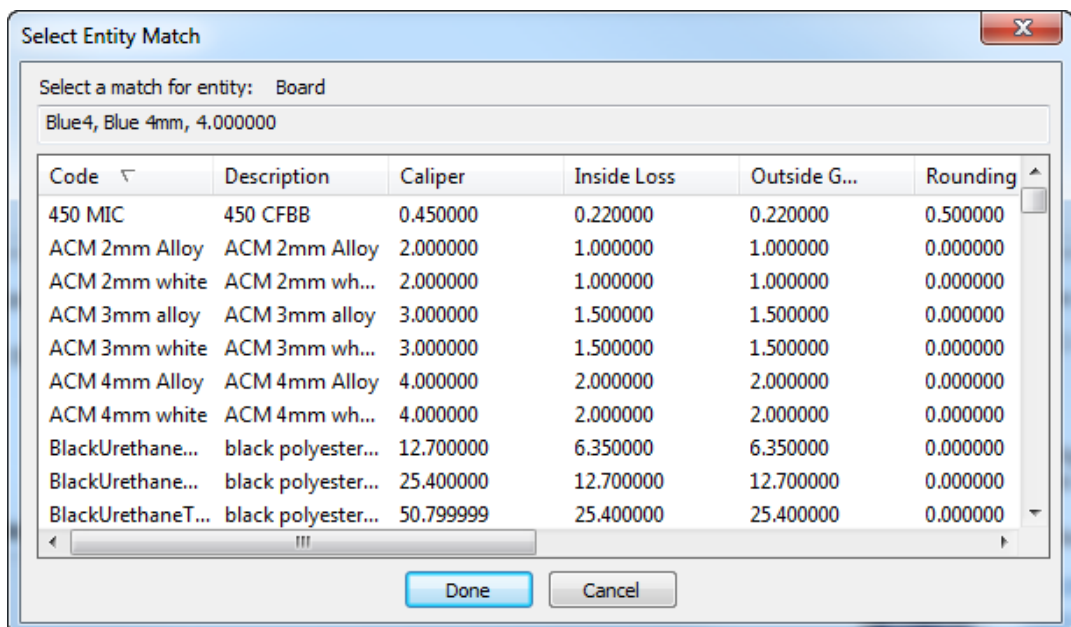 Select Entity Match
Select a match for entity: Board
Blue4, Blue 4mm, 4.000000
Code Description Caliper Inside Loss Outside G... Rounding
450 MIC 450 CFBB 0.450000 0.220000 0.220000 0.500000
ACM 2mm Alloy ACM 2mm Alloy 2.000000 1.000000 1.000000 0.000000
ACM 2mm white ACM 2mm wh... 2.000000 1.000000 1.000000 0.000000
ACM 3mm alloy ACM 3mm alloy 3.000000 1.500000 1.500000 0.000000
ACM 3mm white ACM 3mm wh... 3.000000 1.500000 1.500000 0.000000
ACM 4mm Alloy ACM 4mm Alloy 4.000000 2.000000 2.000000 0.000000
ACM 4mm white ACM 4mm wh... 4.000000 2.000000 2.000000 0.000000
BlackUrethane... black polyester... 12.700000 6.350000 6.350000 0.000000
BlackUrethane... black polyester... 25.400000 12.700000 12.700000 0.000000
BlackUrethaneT... black polyester... 50.799999 25.400000 25.400000 0.000000
Done Cancel